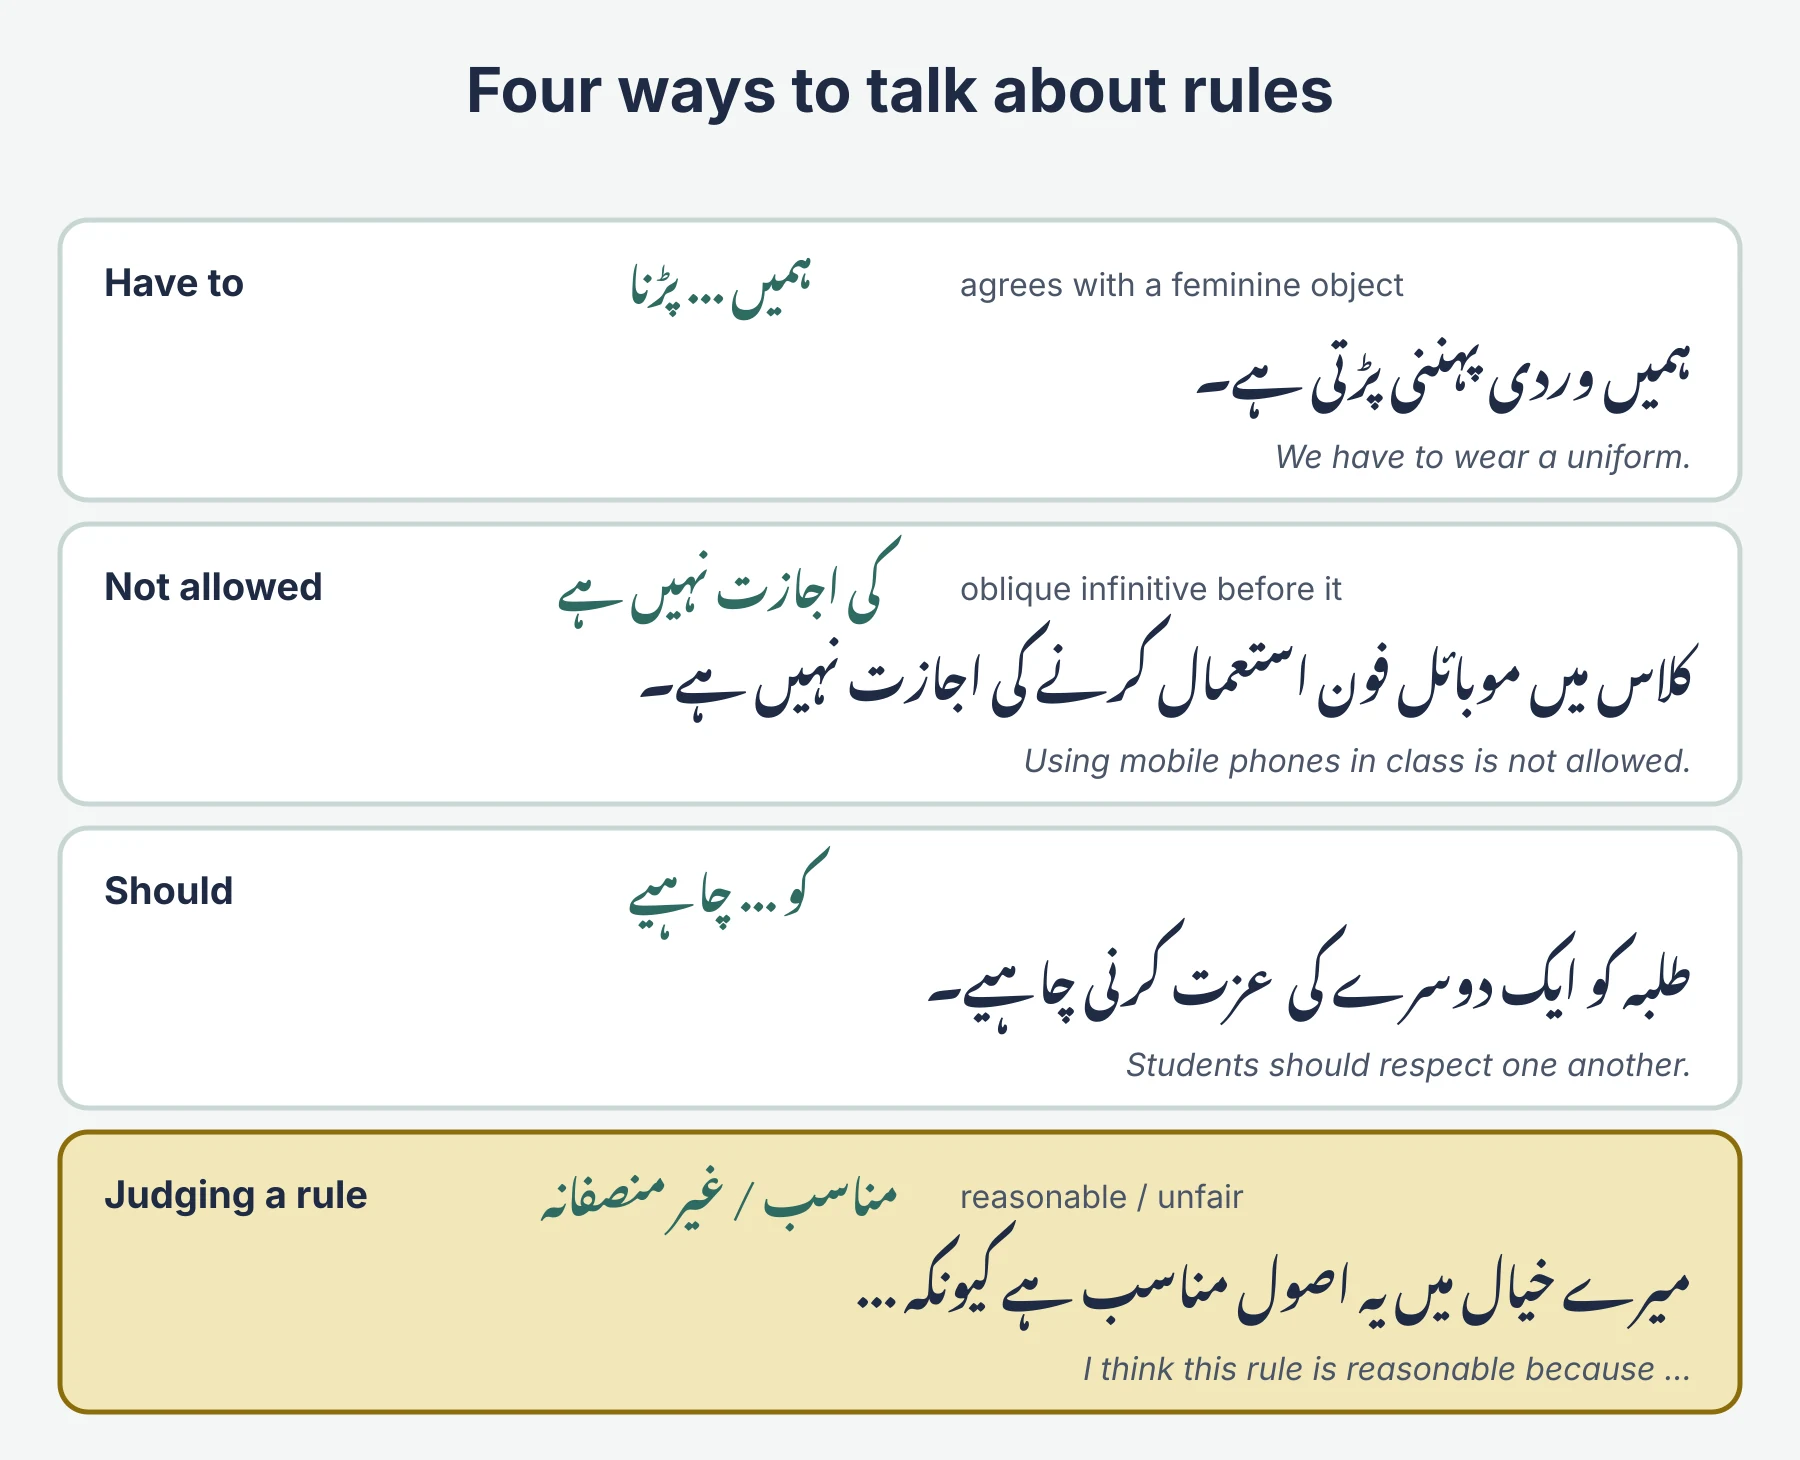 Four ways to talk about rules
Have to
ہمیں ... پڑنا
agrees with a feminine object
ہمیں وردی پہننی پڑتی ہے۔
We have to wear a uniform.
Not allowed
کی اجازت نہیں ہے
oblique infinitive before it
کلاس میں موبائل فون استعمال کرنے کی اجازت نہیں ہے۔
Using mobile phones in class is not allowed.
Should
کو ... چاہیے
طلبہ کو ایک دوسرے کی عزت کرنی چاہیے۔
Students should respect one another.
Judging a rule
مناسب / غیر منصفانہ
reasonable / unfair
میرے خیال میں یہ اصول مناسب ہے کیونکہ ...
I think this rule is reasonable because ...